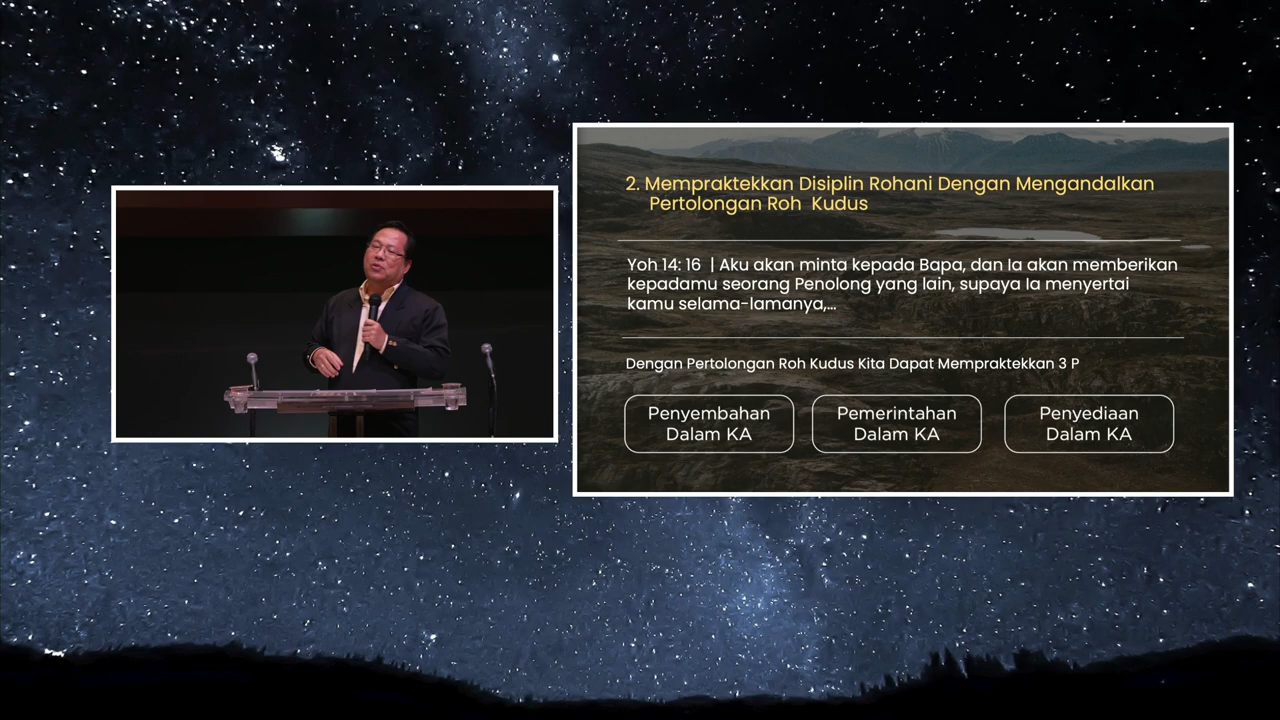 2. Mempraktekkan Disiplin Rohani Dengan Mengandalkan
Pertolongan Roh Kudus
Yoh 14: 16 | Aku akan minta kepada Bapa, dan Ia akan memberikan
kepadamu seorang Penolong yang lain, supaya Ia menyertai
kamu selama-lamanya,...
Dengan Pertolongan Roh Kudus Kita Dapat Mempraktekkan 3 P
Penyembahan
Dalam KA
Pemerintahan
Dalam KA
Penyediaan
Dalam KA